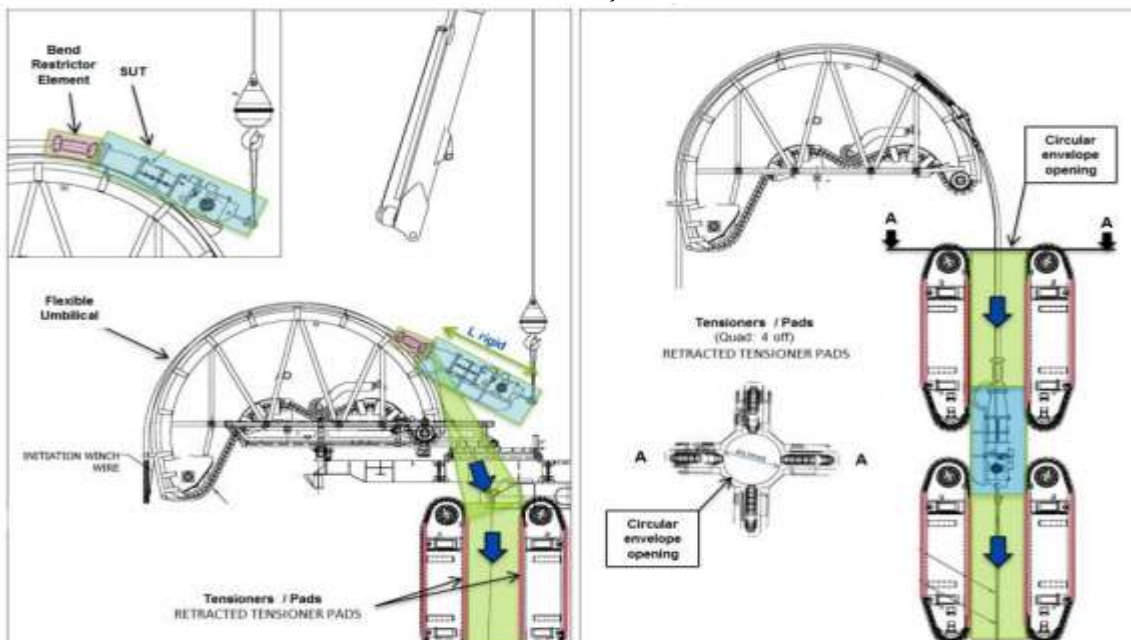 Bend
Restrictor
Element
SUT
Flexible
Umbilical
L rigid
INITIATION WINCH
WIRE
Tensioners / Pads
RETRACTED TENSIONER PADS
Circular
envelope
opening
A
A
Tensioners / Pads
(Quad: 4 off)
RETRACTED TENSIONER PADS
A
A
Circular
envelope
opening